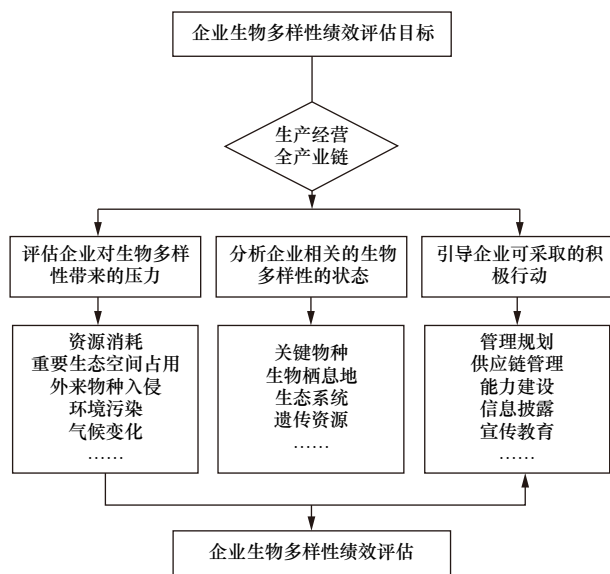 企业生物多样性绩效评估目标
生产经营
全产业链
评估企业对生物多样
性带来的压力
分析企业相关的生物
多样性的状态
引导企业可采取的积
极行动
资源消耗
重要生态空间占用
外来物种入侵
环境污染
气候变化
……
关键物种
生物栖息地
生态系统
遗传资源
……
管理规划
供应链管理
能力建设
信息披露
宣传教育
……
企业生物多样性绩效评估